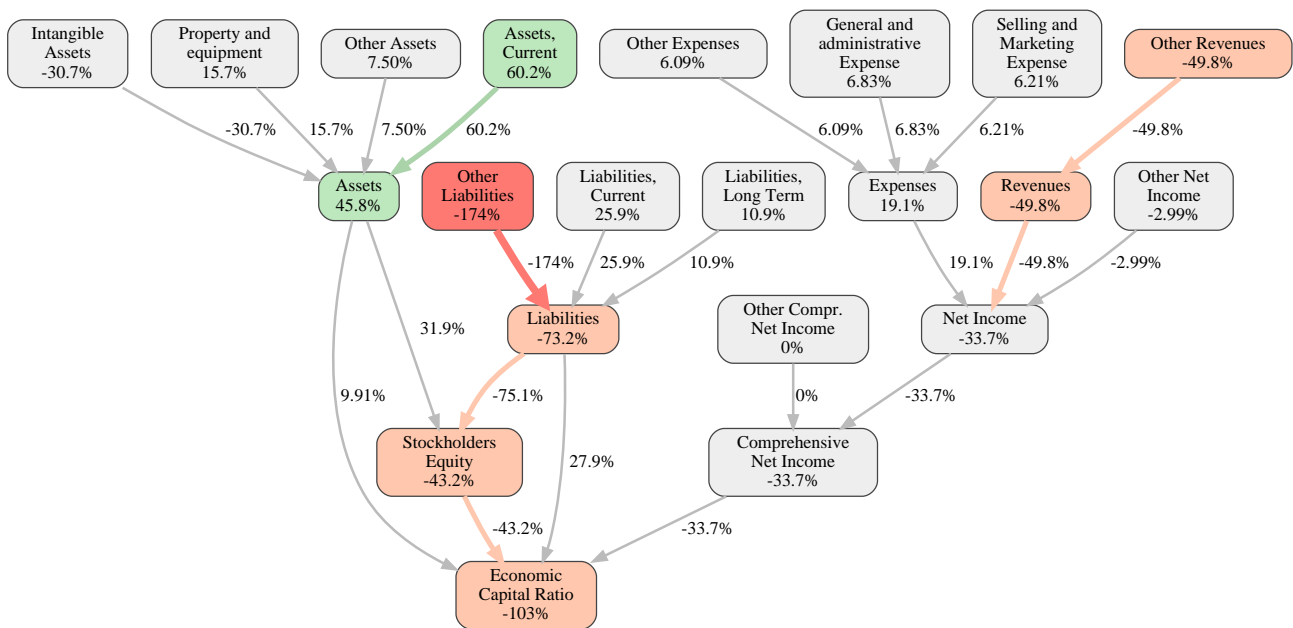 Intangible
Assets
-30.7%
Property and
equipment
15.7%
Other Assets
7.50%
Assets,
Current
60.2%
Other Expenses
6.09%
General and
administrative
Expense
6.83%
Selling and
Marketing
Expense
6.21%
Other Revenues
-49.8%
-30.7%
15.7%
7.50%
60.2%
6.09%
6.83%
6.21%
-49.8%
Assets
45.8%
Other
Liabilities
-174%
Liabilities,
Current
25.9%
Liabilities,
Long Term
10.9%
Expenses
19.1%
Revenues
-49.8%
Other Net
Income
-2.99%
-174%
25.9%
10.9%
19.1%
-49.8%
-2.99%
31.9%
Liabilities
-73.2%
Other Compr.
Net Income
0%
Net Income
-33.7%
9.91%
-75.1%
0%
-33.7%
Stockholders
Equity
-43.2%
27.9%
Comprehensive
Net Income
-33.7%
-43.2%
-33.7%
Economic
Capital Ratio
-103%